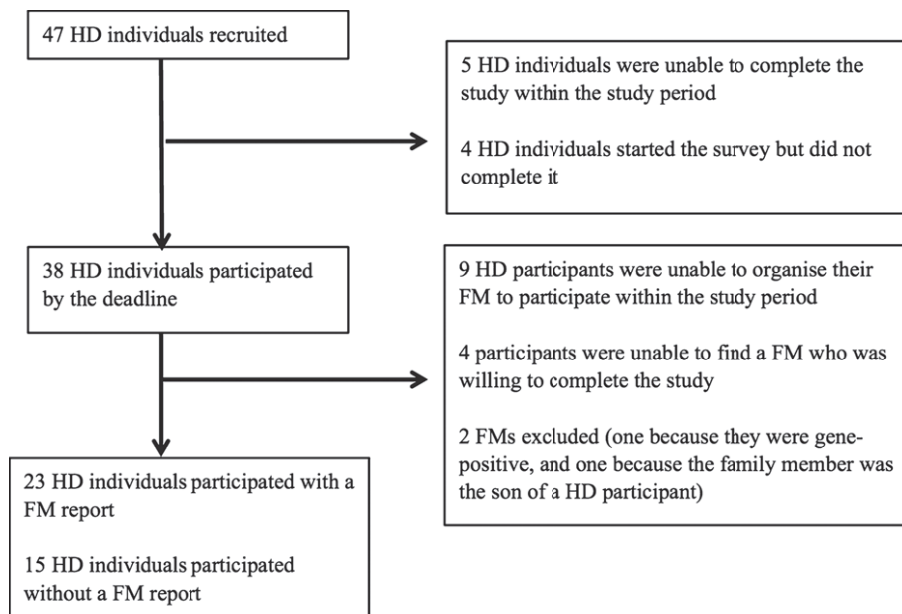 47 HD individuals recruited
5 HD individuals were unable to complete the
study within the study period
4 HD individuals started the survey but did not
complete it
38 HD individuals participated
by the deadline
9 HD participants were unable to organise their
FM to participate within the study period
4 participants were unable to find a FM who was
willing to complete the study
2 FMs excluded (one because they were gene-
positive, and one because the family member was
the son of a HD participant)
23 HD individuals participated with a
FM report
15 HD individuals participated
without a FM report